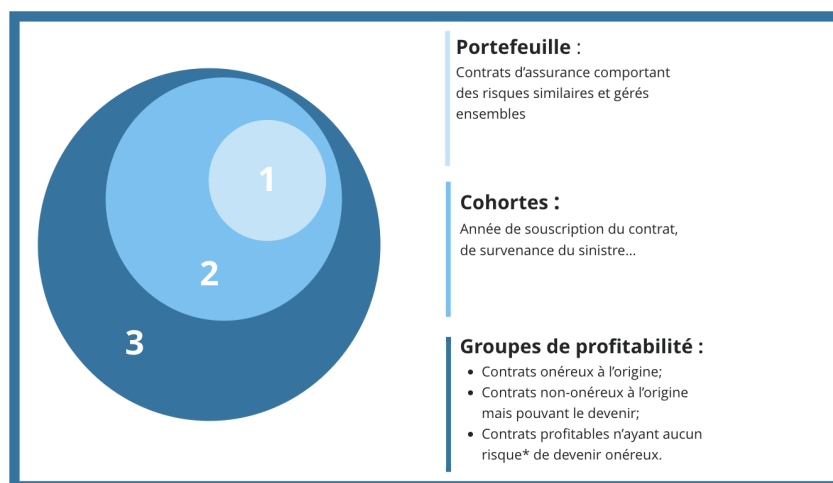 1
2
3
Portefeuille :
Contrats d’assurance comportant
des risques similaires et gérés
ensembles
Cohortes :
Année de souscription du contrat,
de survenance du sinistre...
Groupes de profitabilité :
• Contrats onéreux à l’origine;
• Contrats non-onéreux à l’origine
mais pouvant le devenir;
• Contrats profitables n’ayant aucun
risque* de devenir onéreux.